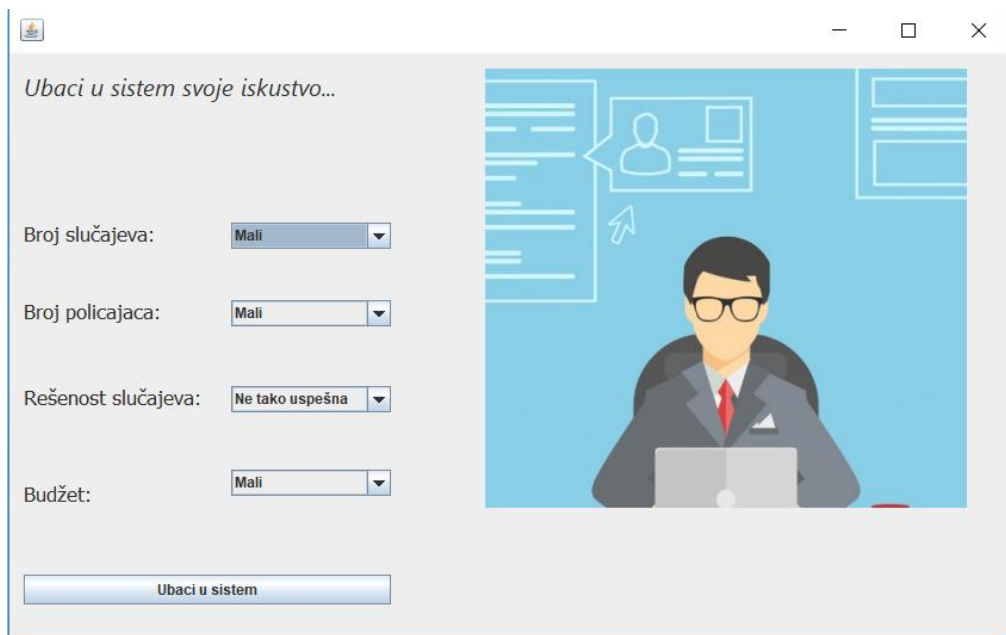 Ubaci u sistem svoje iskustvo...
Broj slučajeva: Mali
Broj policajaca: Mali
Rešenost slučajeva: Ne tako uspešna
Budžet: Mali
Ubaci u sistem